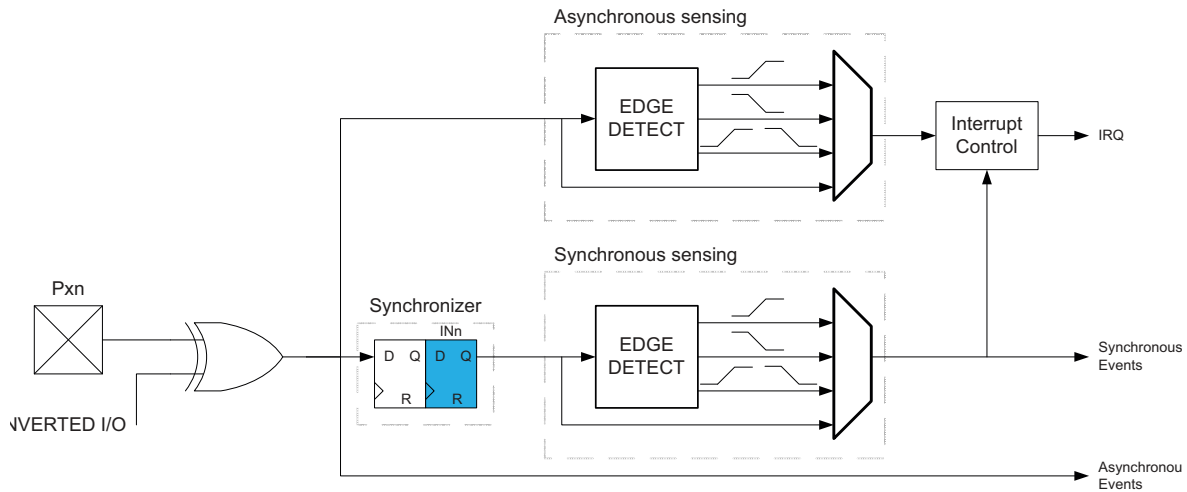 Asynchronous sensing
EDGE
DETECT
Interrupt
Control
IRQ
Synchronous sensing
Pxn
Synchronizer
INn
D Q D Q
R R
EDGE
DETECT
Synchronous
Events
NVERTED I/O
Asynchronou
Events